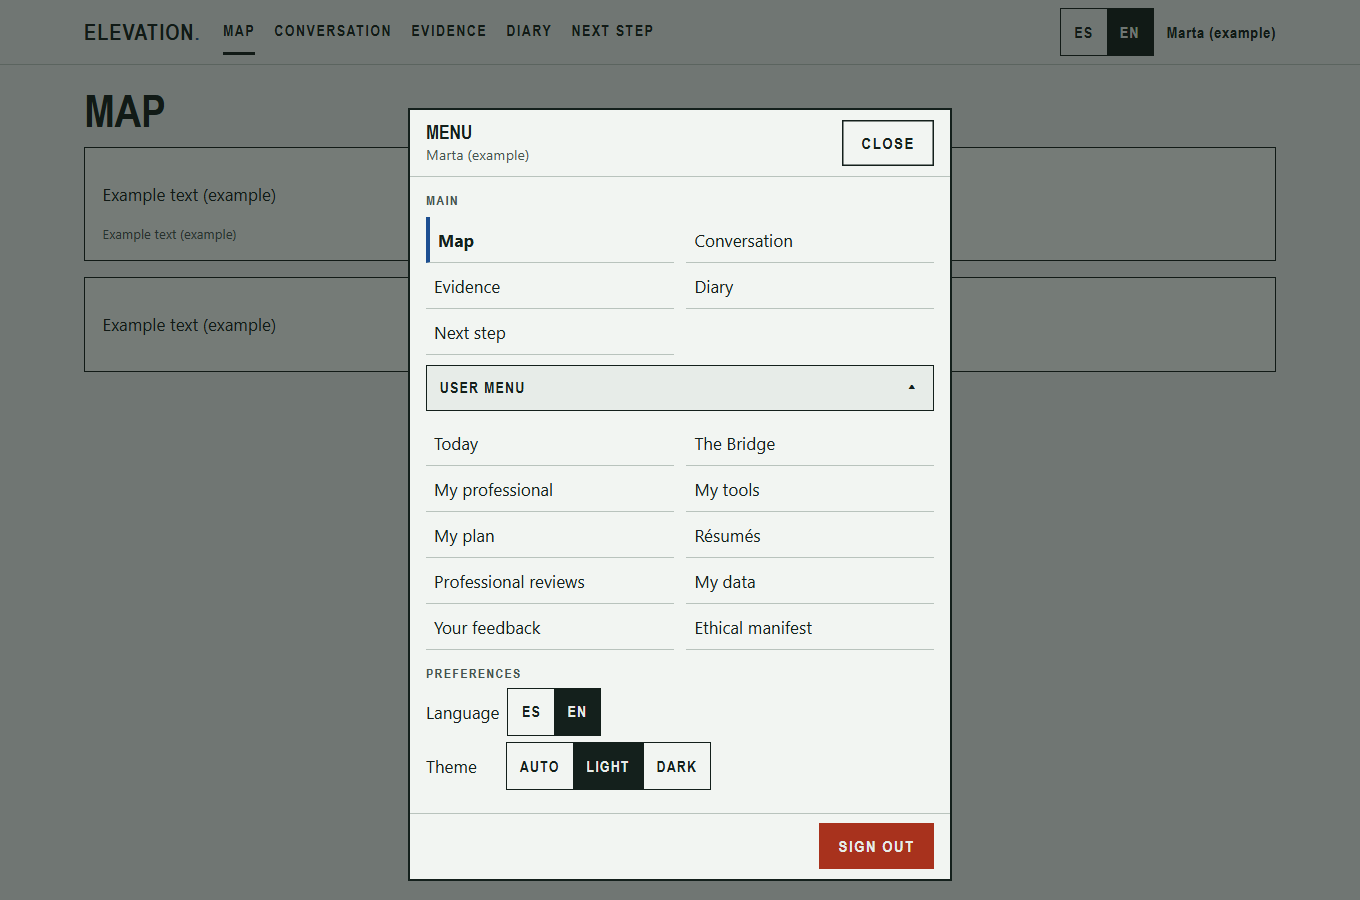 ELEVATION. MAP CONVERSATION EVIDENCE DIARY NEXT STEP ES EN Marta (example)
MAP
Example text (example)
Example text (example)
Example text (example)
MENU
Marta (example)
CLOSE
MAIN
Map Conversation
Evidence Diary
Next step
USER MENU
Today The Bridge
My professional My tools
My plan Résumés
Professional reviews My data
Your feedback Ethical manifest
PREFERENCES
Language ES EN
Theme AUTO LIGHT DARK
SIGN OUT